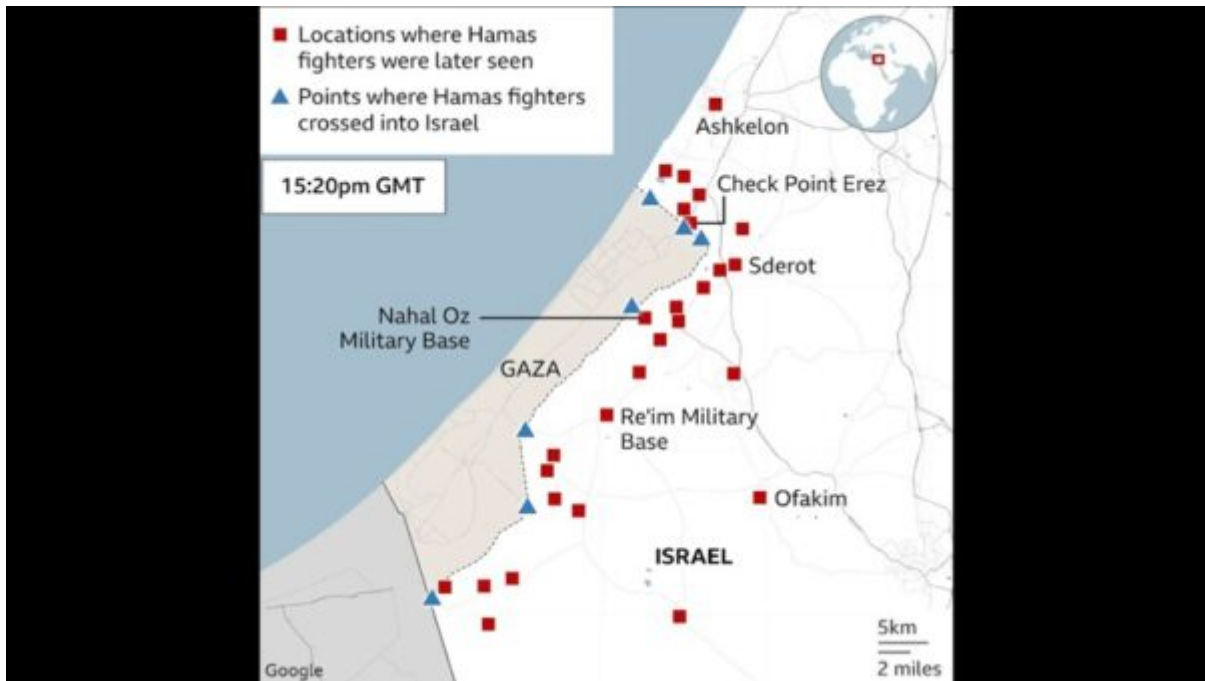 Locations where Hamas
fighters were later seen
Points where Hamas fighters
crossed into Israel
15:20pm GMT
Ashkelon
Check Point Erez
Sderot
Nahal Oz
Military Base
GAZA
Re'im Military
Base
Ofakim
ISRAEL
5km
2 miles
Google